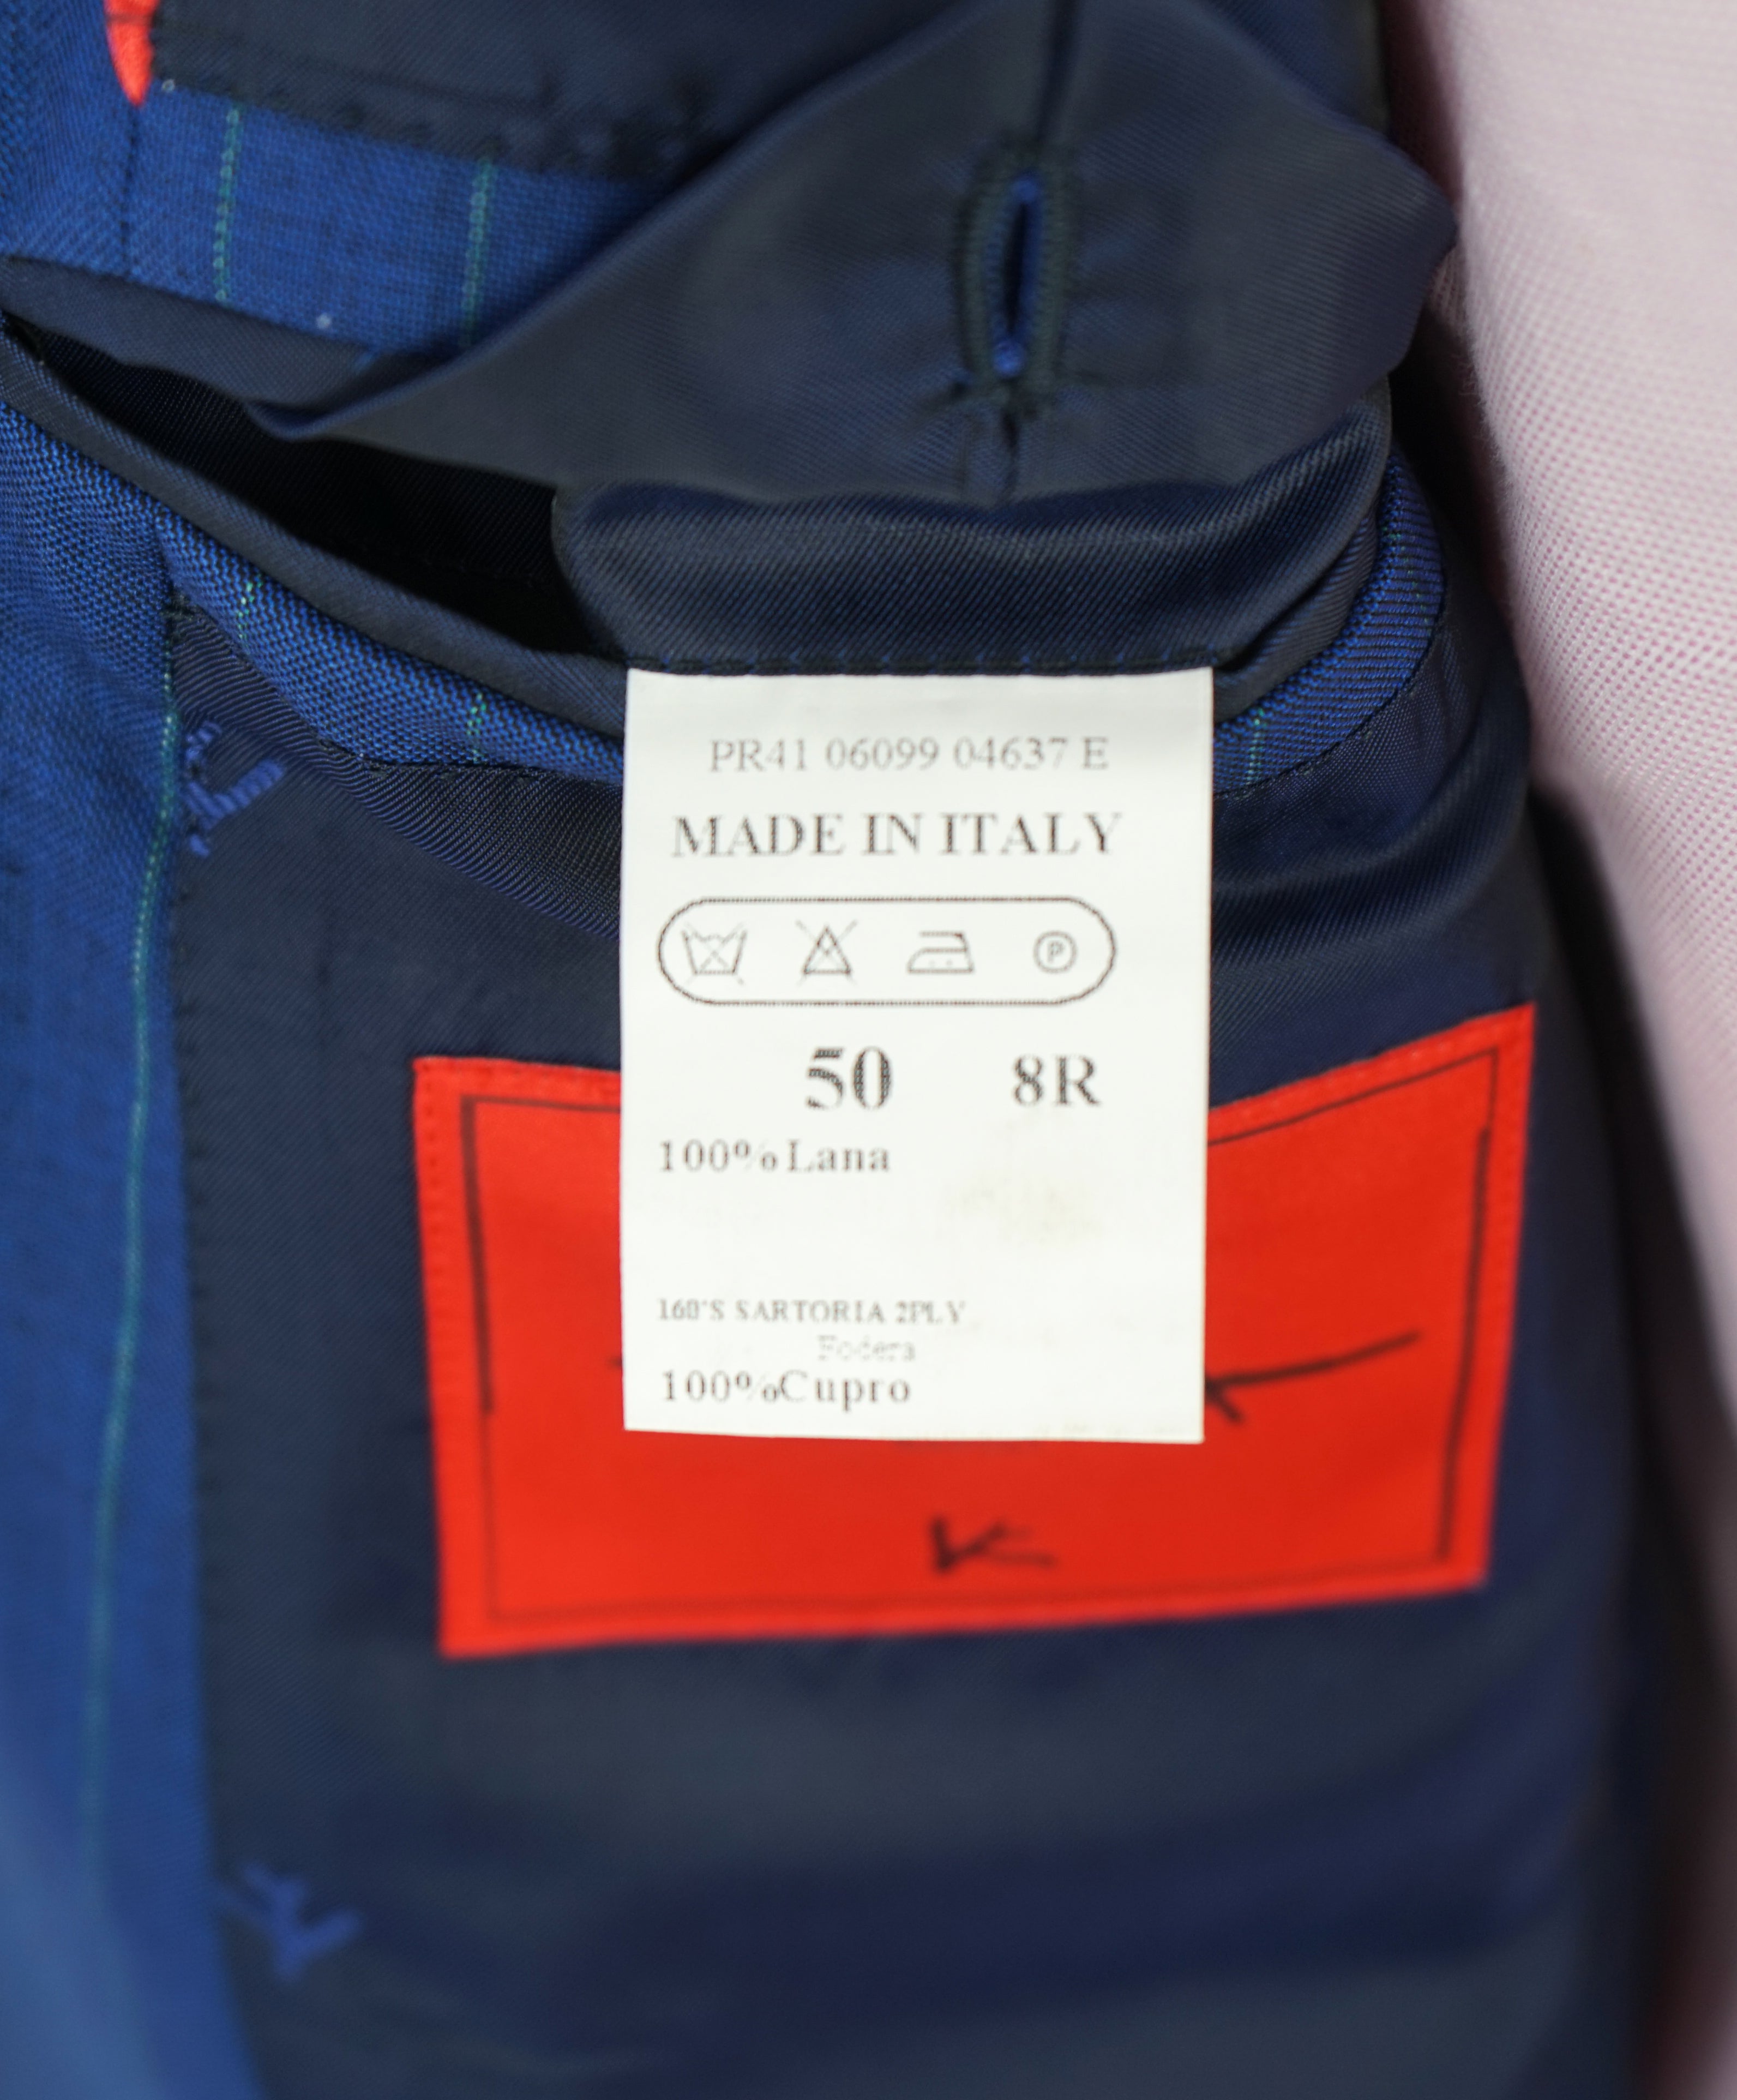 PR41 06099 04637 E
MADE IN ITALY
P
50 8R
100%Lana
160'S SARTORIA 2PLY
Fodera
100%Cupro
K